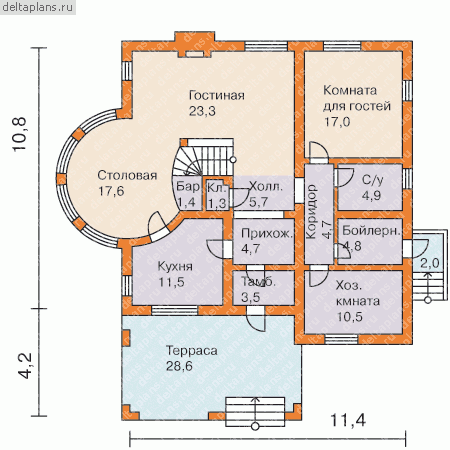 deltaplans.ru
Гостиная
23,3
Комната
для гостей
17,0
10,8
Столовая
17,6
Бар
1,4
Кл.
1,3
Холл.
5,7
Коридор
4,7
С/у
4,9
Прихож.
4,7
Бойлерн.
4,8
2,0
Кухня
11,5
Тамб.
3,5
Хоз.
кмната
10,5
4,2
Терраса
28,6
11,4